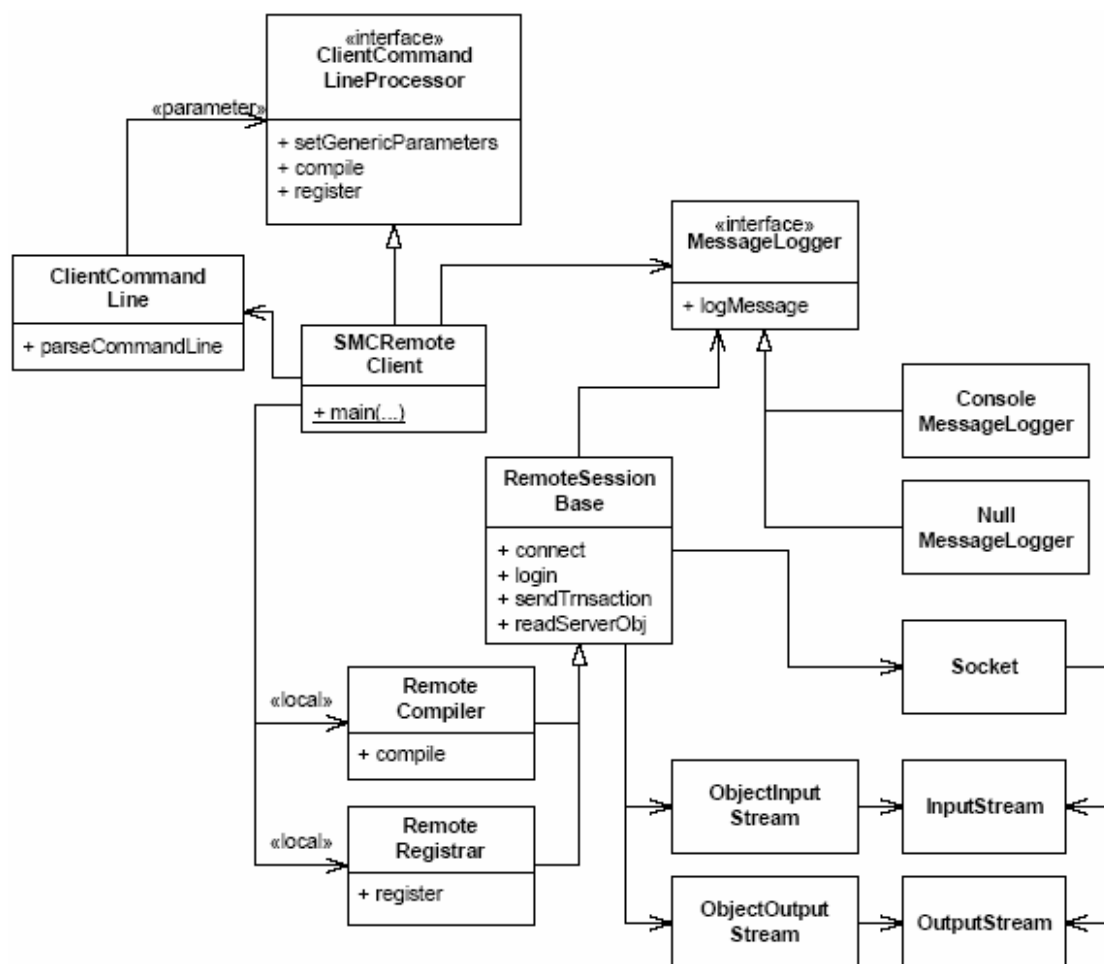 «interface»
ClientCommand
LineProcessor
«parameter»
+ setGenericParameters
+ compile
+ register
«interface»
MessageLogger
+ logMessage
ClientCommand
Line
+ parseCommandLine
SMCRemote
Client
+ main(...)
Console
MessageLogger
RemoteSession
Base
+ connect
+ login
+ sendTrnsaction
+ readServerObj
Null
MessageLogger
Socket
«local»
Remote
Compiler
+ compile
ObjectInput
Stream
InputStream
«local»
Remote
Registrar
+ register
ObjectOutput
Stream
OutputStream